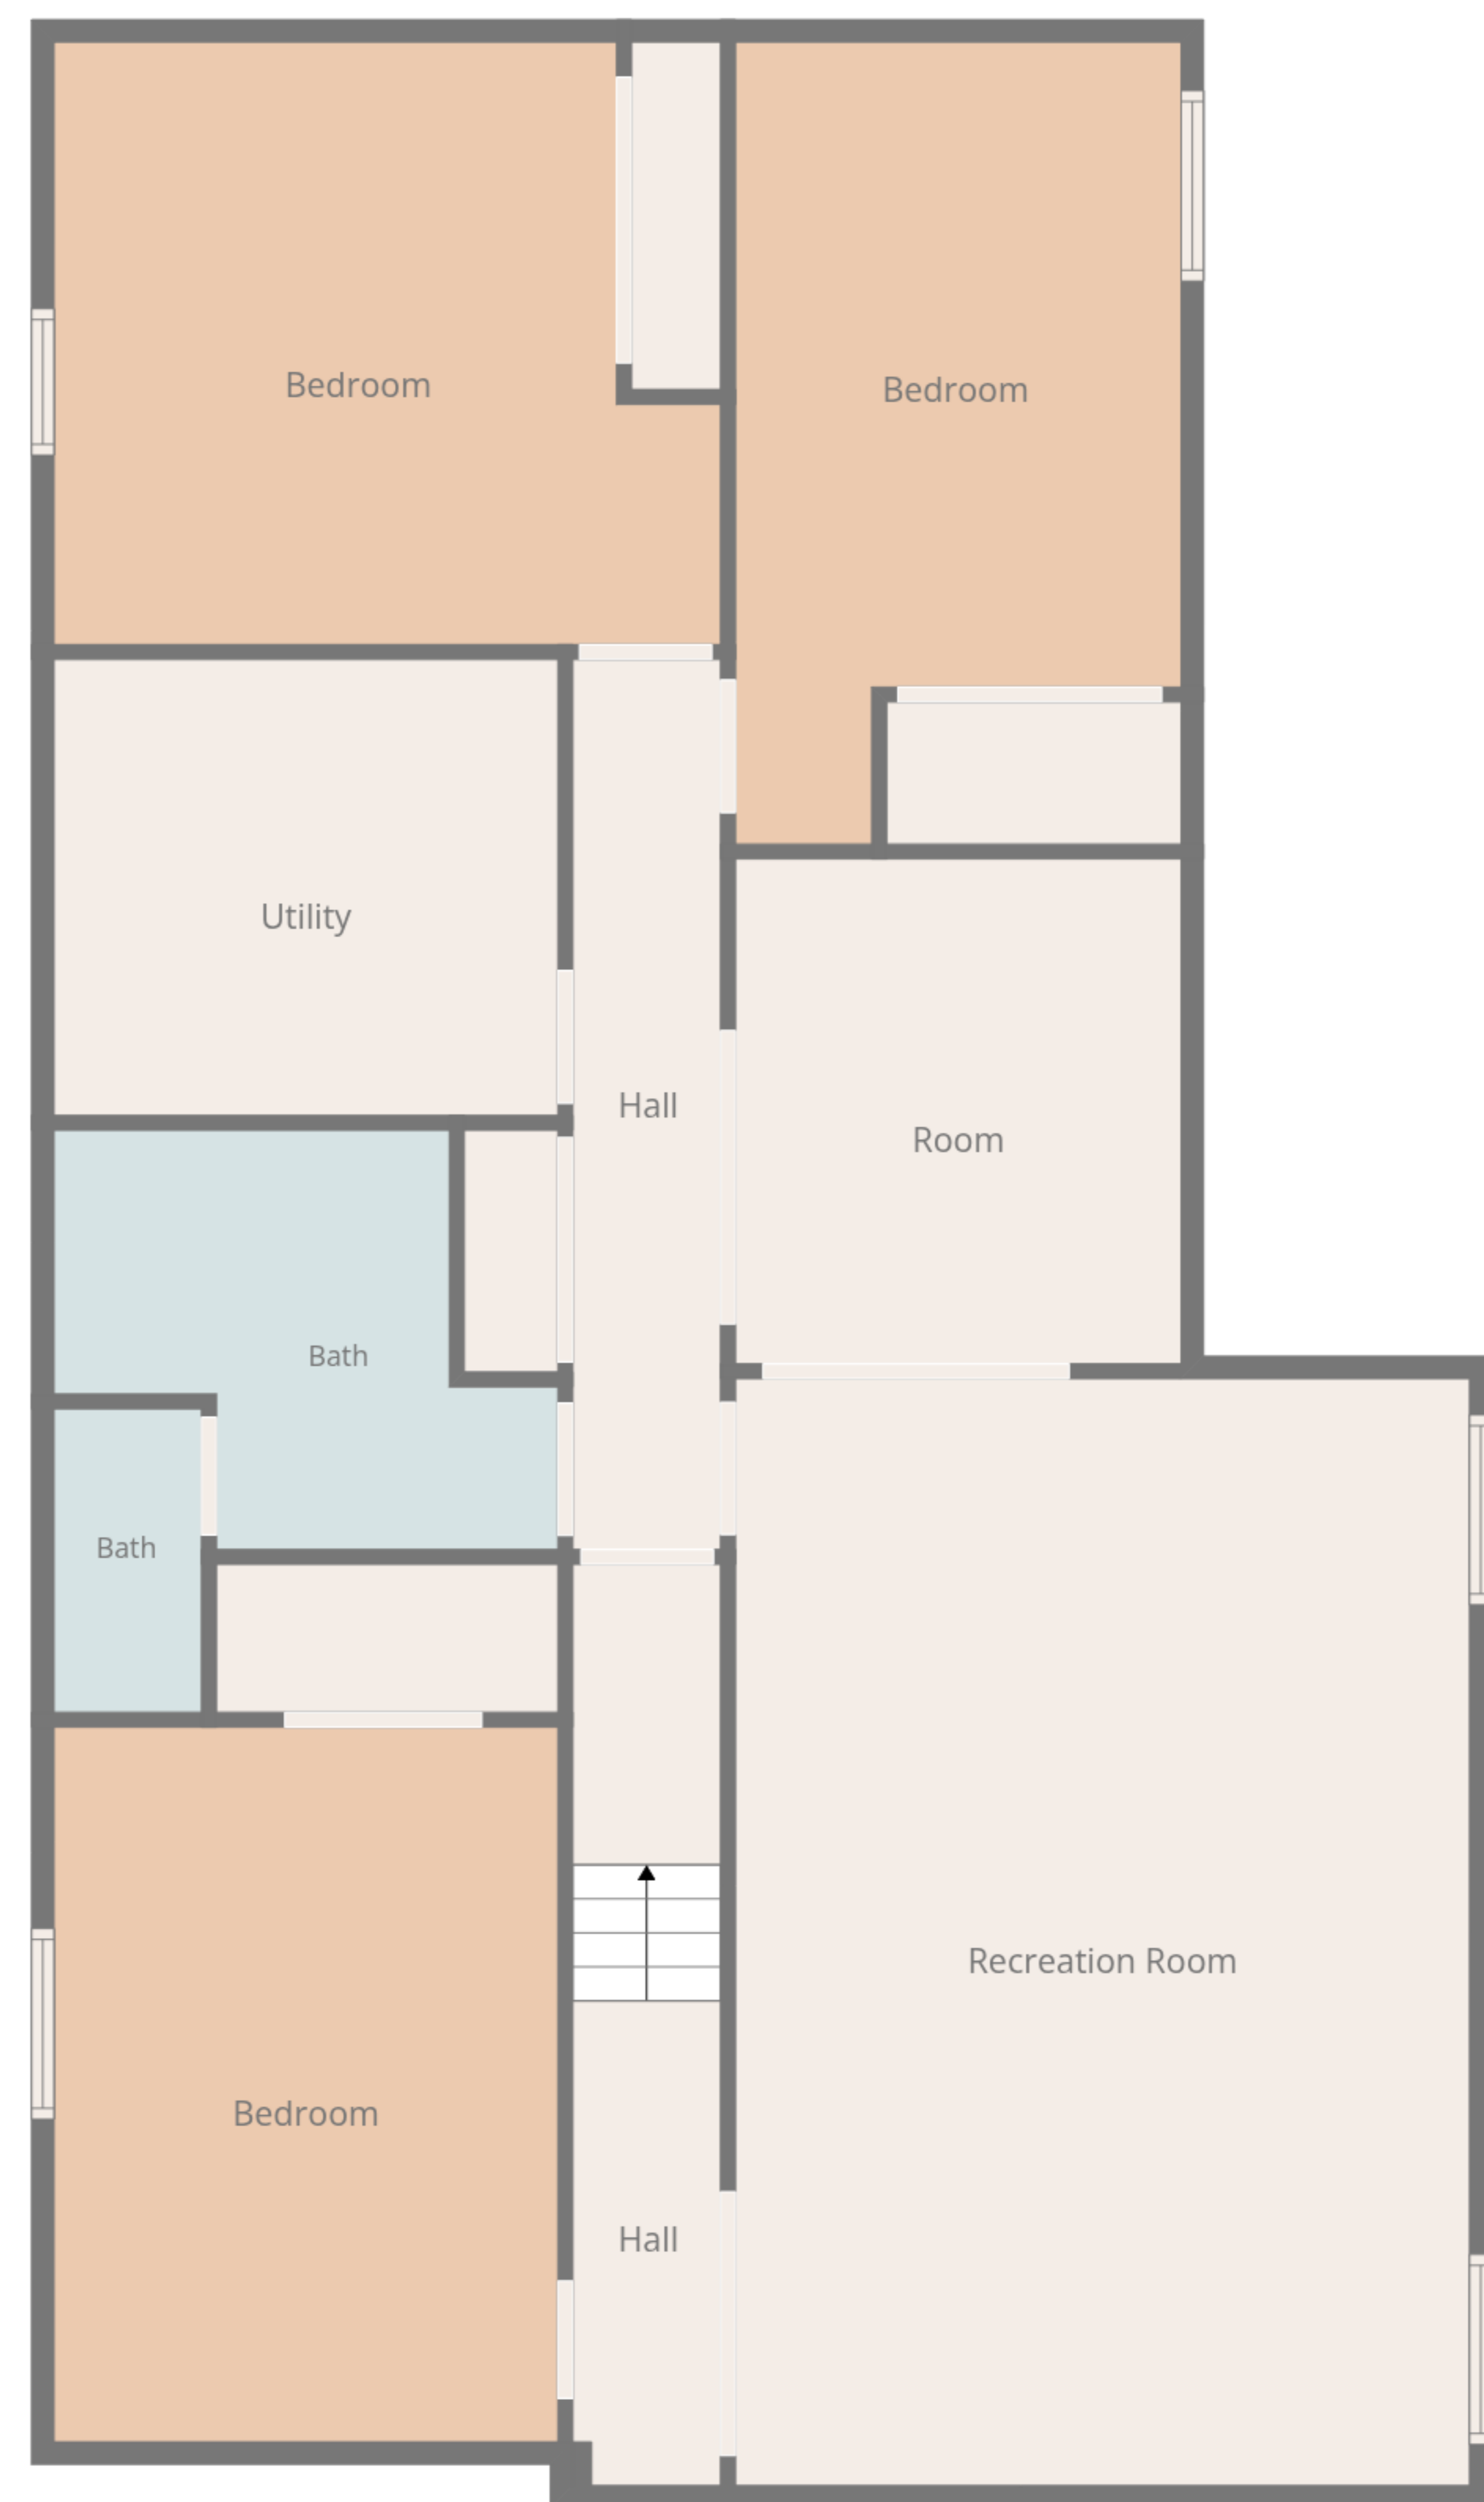 Bedroom
Bedroom
Utility
Hall
Room
Bath
Bath
Recreation Room
Bedroom
Hall